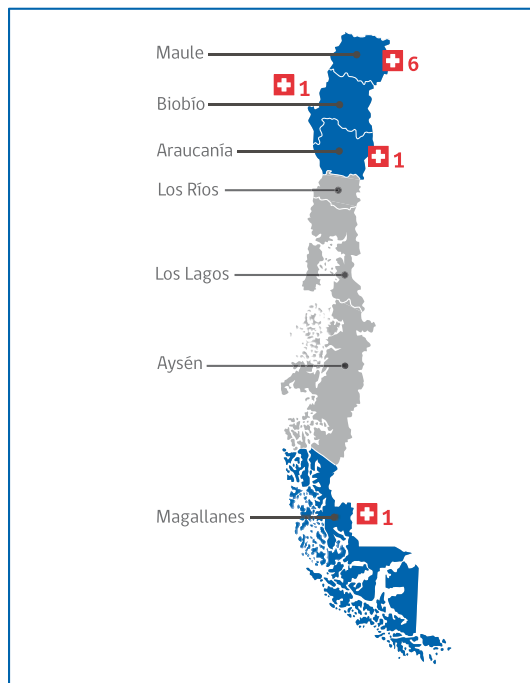 Maule
6
1
Biobío
Araucanía
1
Los Ríos
Los Lagos
Aysén
Magallanes
1